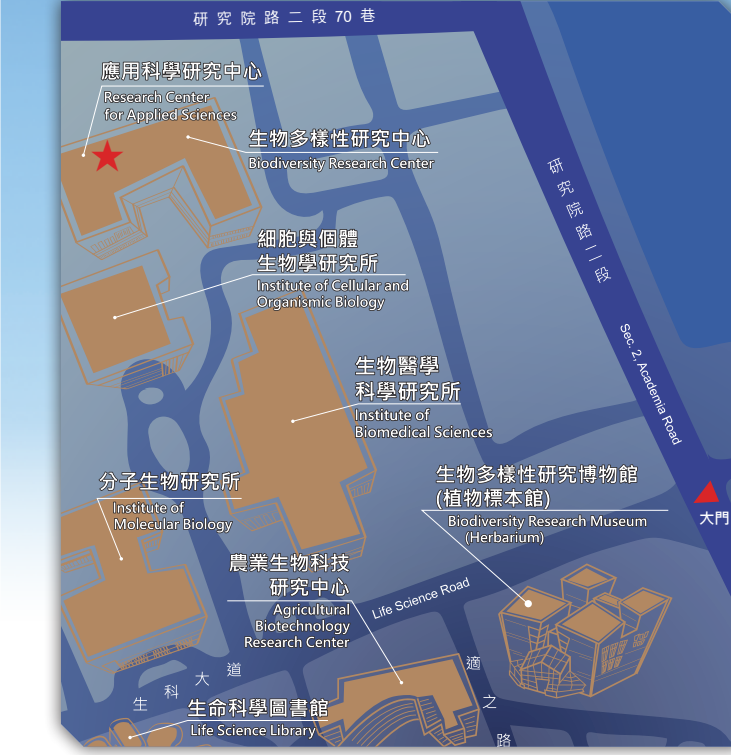 研究院路二段70巷
應用科學研究中心
Research Center
for Applied Sciences
生物多樣性研究中心
Biodiversity Research Center
研究院路二段
細胞與個體
生物學研究所
Institute of Cellular and
Organismic Biology
Sec. 2, Academia Road
生物醫學
科學研究所
Institute of
Biomedical Sciences
分子生物研究所
Institute of
Molecular Biology
生物多樣性研究博物館
(植物標本館)
Biodiversity Research Museum
(Herbarium)
大門
農業生物科技
研究中心
Agricultural
Biotechnology
Research Center
Life Science Road
生科大道
適之路
生命科學圖書館
Life Science Library